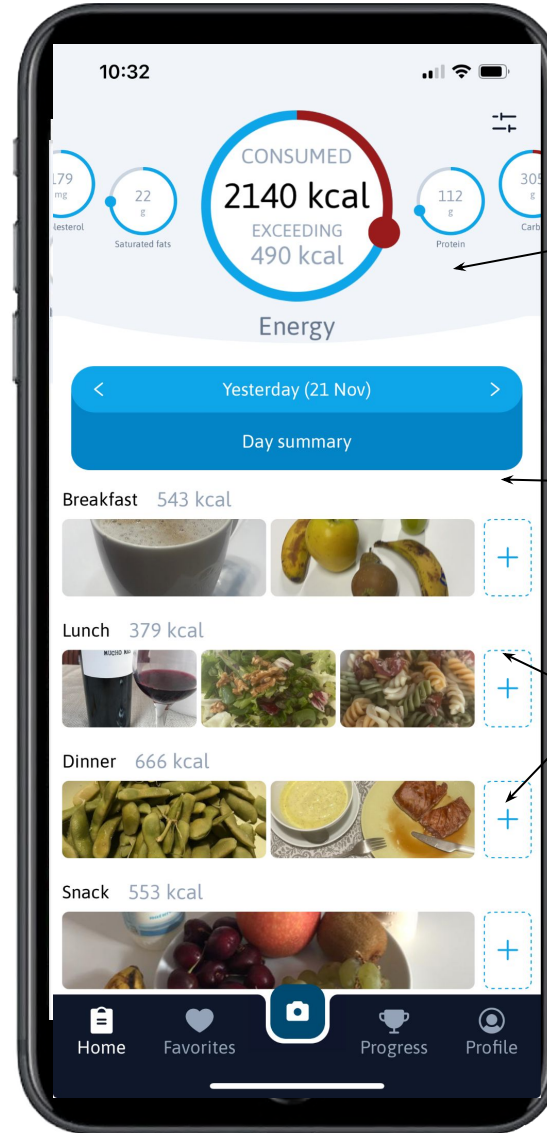 10:32
CONSUMED
2140 kcal
EXCEEDING
490 kcal
179
mg
lesterol
22
g
Saturated fats
112
g
Protein
305
g
Carb
Energy
< Yesterday (21 Nov) >
Day summary
Breakfast 543 kcal
+
Lunch 379 kcal
MUCHO
+
Dinner 666 kcal
+
Snack 553 kcal
+
Home Favorites Progress Profile